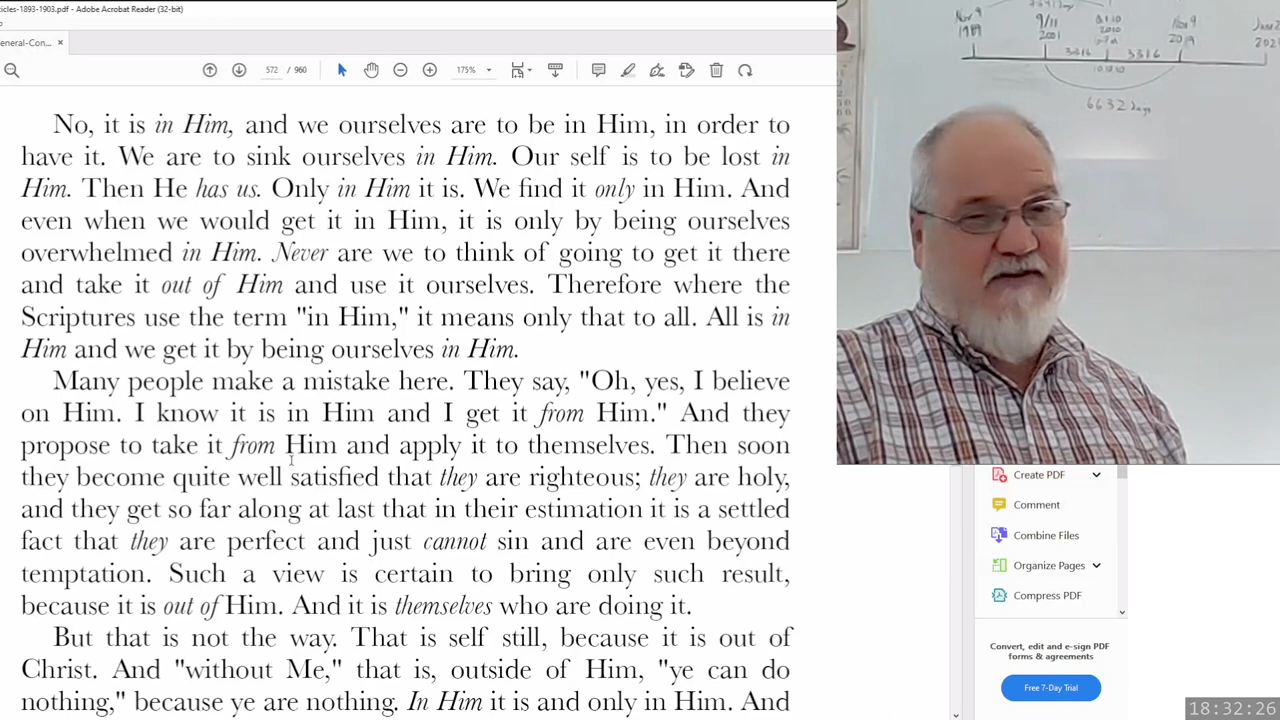 icles-1893-1903.pdf - Adobe Acrobat Reader (32-bit)
eneral-Con... ×
572 / 960
175%
No, it is in Him, and we ourselves are to be in Him, in order to
have it. We are to sink ourselves in Him. Our self is to be lost in
Him. Then He has us. Only in Him it is. We find it only in Him. And
even when we would get it in Him, it is only by being ourselves
overwhelmed in Him. Never are we to think of going to get it there
and take it out of Him and use it ourselves. Therefore where the
Scriptures use the term "in Him," it means only that to all. All is in
Him and we get it by being ourselves in Him.
Many people make a mistake here. They say, "Oh, yes, I believe
on Him. I know it is in Him and I get it from Him." And they
propose to take it from Him and apply it to themselves. Then soon
they become quite well satisfied that they are righteous; they are holy,
and they get so far along at last that in their estimation it is a settled
fact that they are perfect and just cannot sin and are even beyond
temptation. Such a view is certain to bring only such result,
because it is out of Him. And it is themselves who are doing it.
But that is not the way. That is self still, because it is out of
Christ. And "without Me," that is, outside of Him, "ye can do
nothing," because ye are nothing. In Him it is and only in Him. And
Nov 9 9/11 Nov 9
1989 2001 2010 2019
3316 3316
6632 days
Create PDF
Comment
Combine Files
Organize Pages
Compress PDF
Convert, edit and e-sign PDF
forms & agreements
Free 7-Day Trial
18:32:26